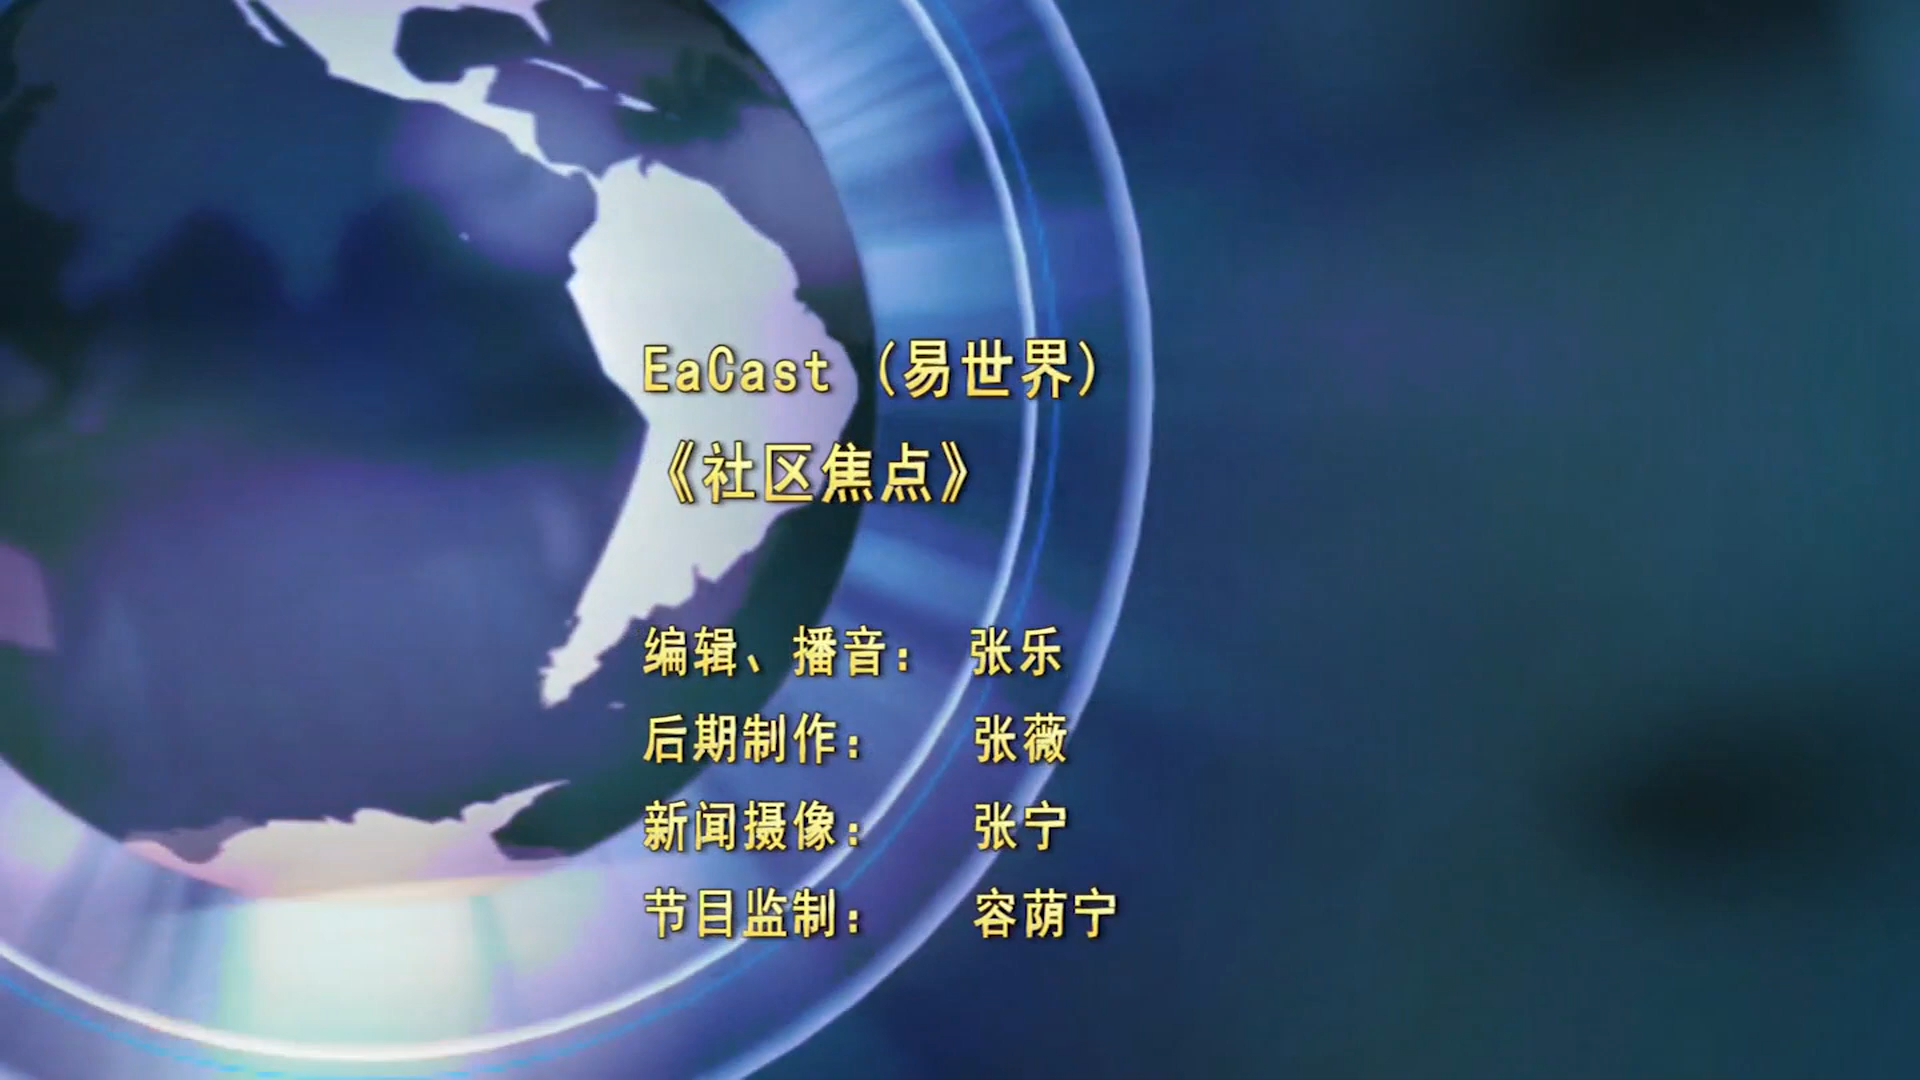 EaCast (易世界)
《社区焦点》
编辑、播音： 张乐
后期制作： 张薇
新闻摄像： 张宁
节目监制： 容荫宁